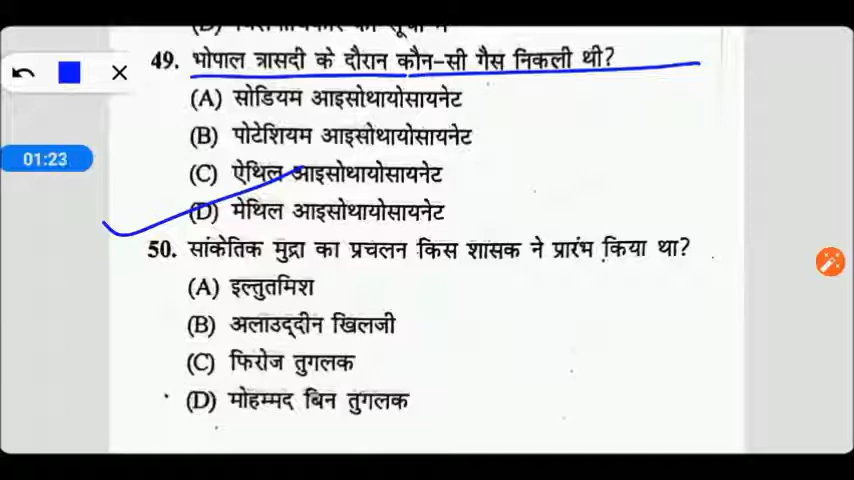 49. भोपाल त्रासदी के दौरान कौन-सी गैस निकली थी?
(A) सोडियम आइसोथायोसायनेट
(B) पोटेशियम आइसोथायोसायनेट
01:23
(C) ऐथिल आइसोथायोसायनेट
(D) मेथिल आइसोथायोसायनेट
50. सांकेतिक मुद्रा का प्रचलन किस शासक ने प्रारंभ किया था?
(A) इल्तुतमिश
(B) अलाउद्दीन खिलजी
(C) फिरोज तुगलक
(D) मोहम्मद बिन तुगलक